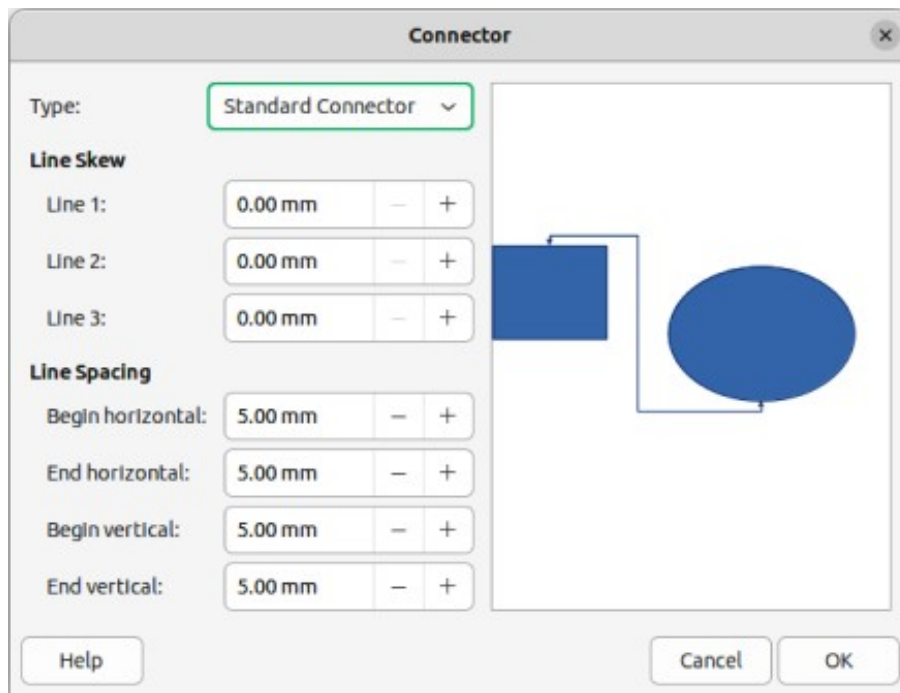 Connector
Type: Standard Connector
Line Skew
Line 1: 0.00 mm
Line 2: 0.00 mm
Line 3: 0.00 mm
Line Spacing
Begin horizontal: 5.00 mm
End horizontal: 5.00 mm
Begin vertical: 5.00 mm
End vertical: 5.00 mm
Help Cancel OK